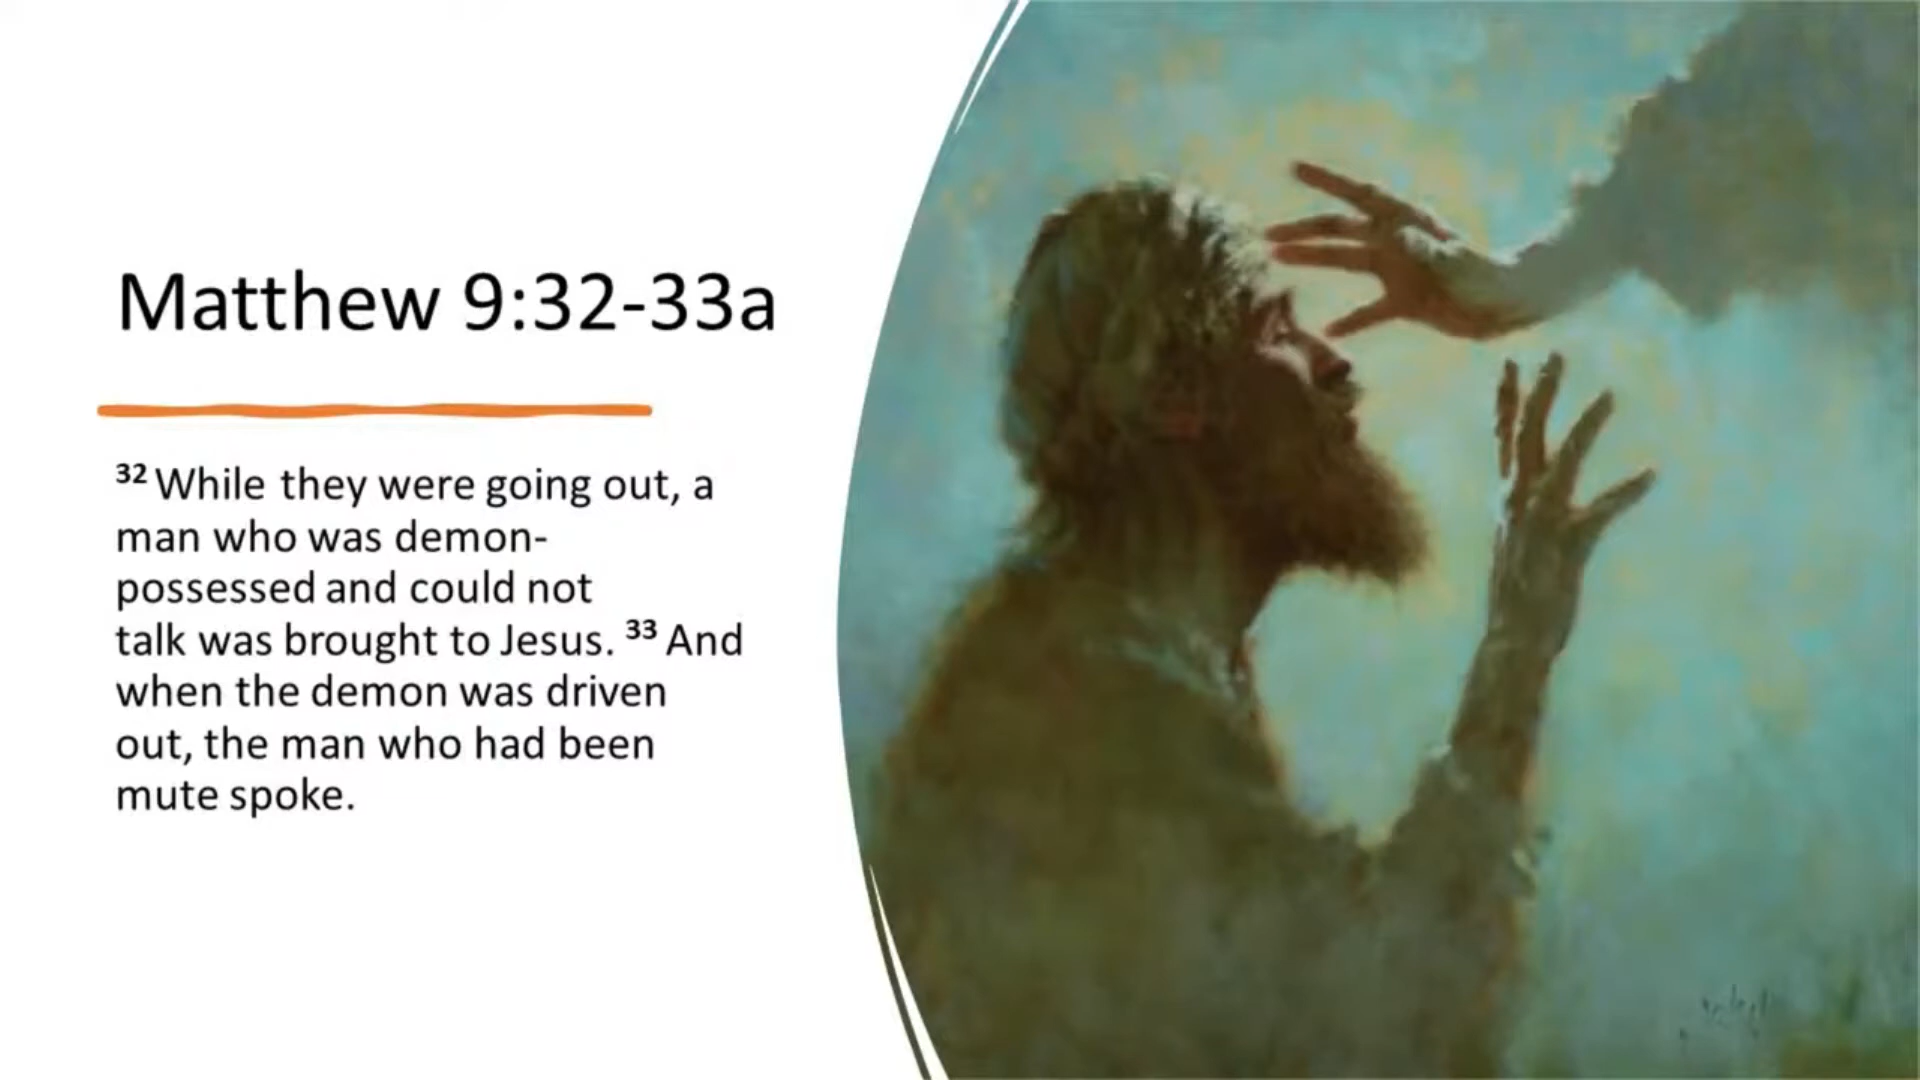 Matthew 9:32-33a
32 While they were going out, a
man who was demon-
possessed and could not
talk was brought to Jesus. 33 And
when the demon was driven
out, the man who had been
mute spoke.